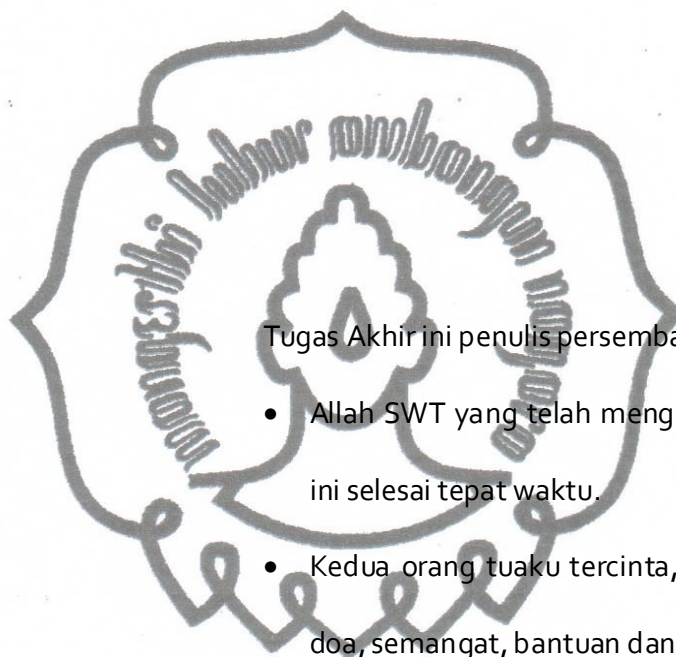 Tugas Akhir ini penulis persemba
• Allah SWT yang telah meng
ini selesai tepat waktu.
• Kedua orang tuaku tercinta,
doa, semangat, bantuan dan